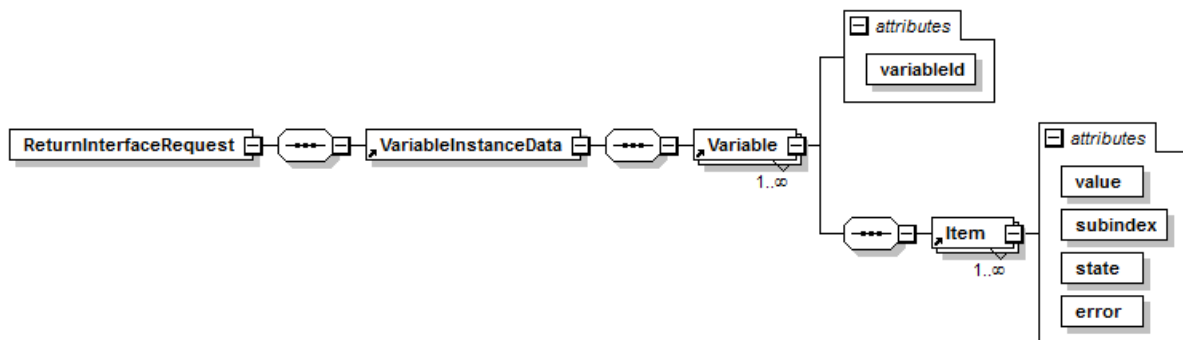 attributes
variableId
ReturnInterfaceRequest
VariableInstanceData
Variable
1..∞
attributes
value
subindex
state
error
Item
1..∞